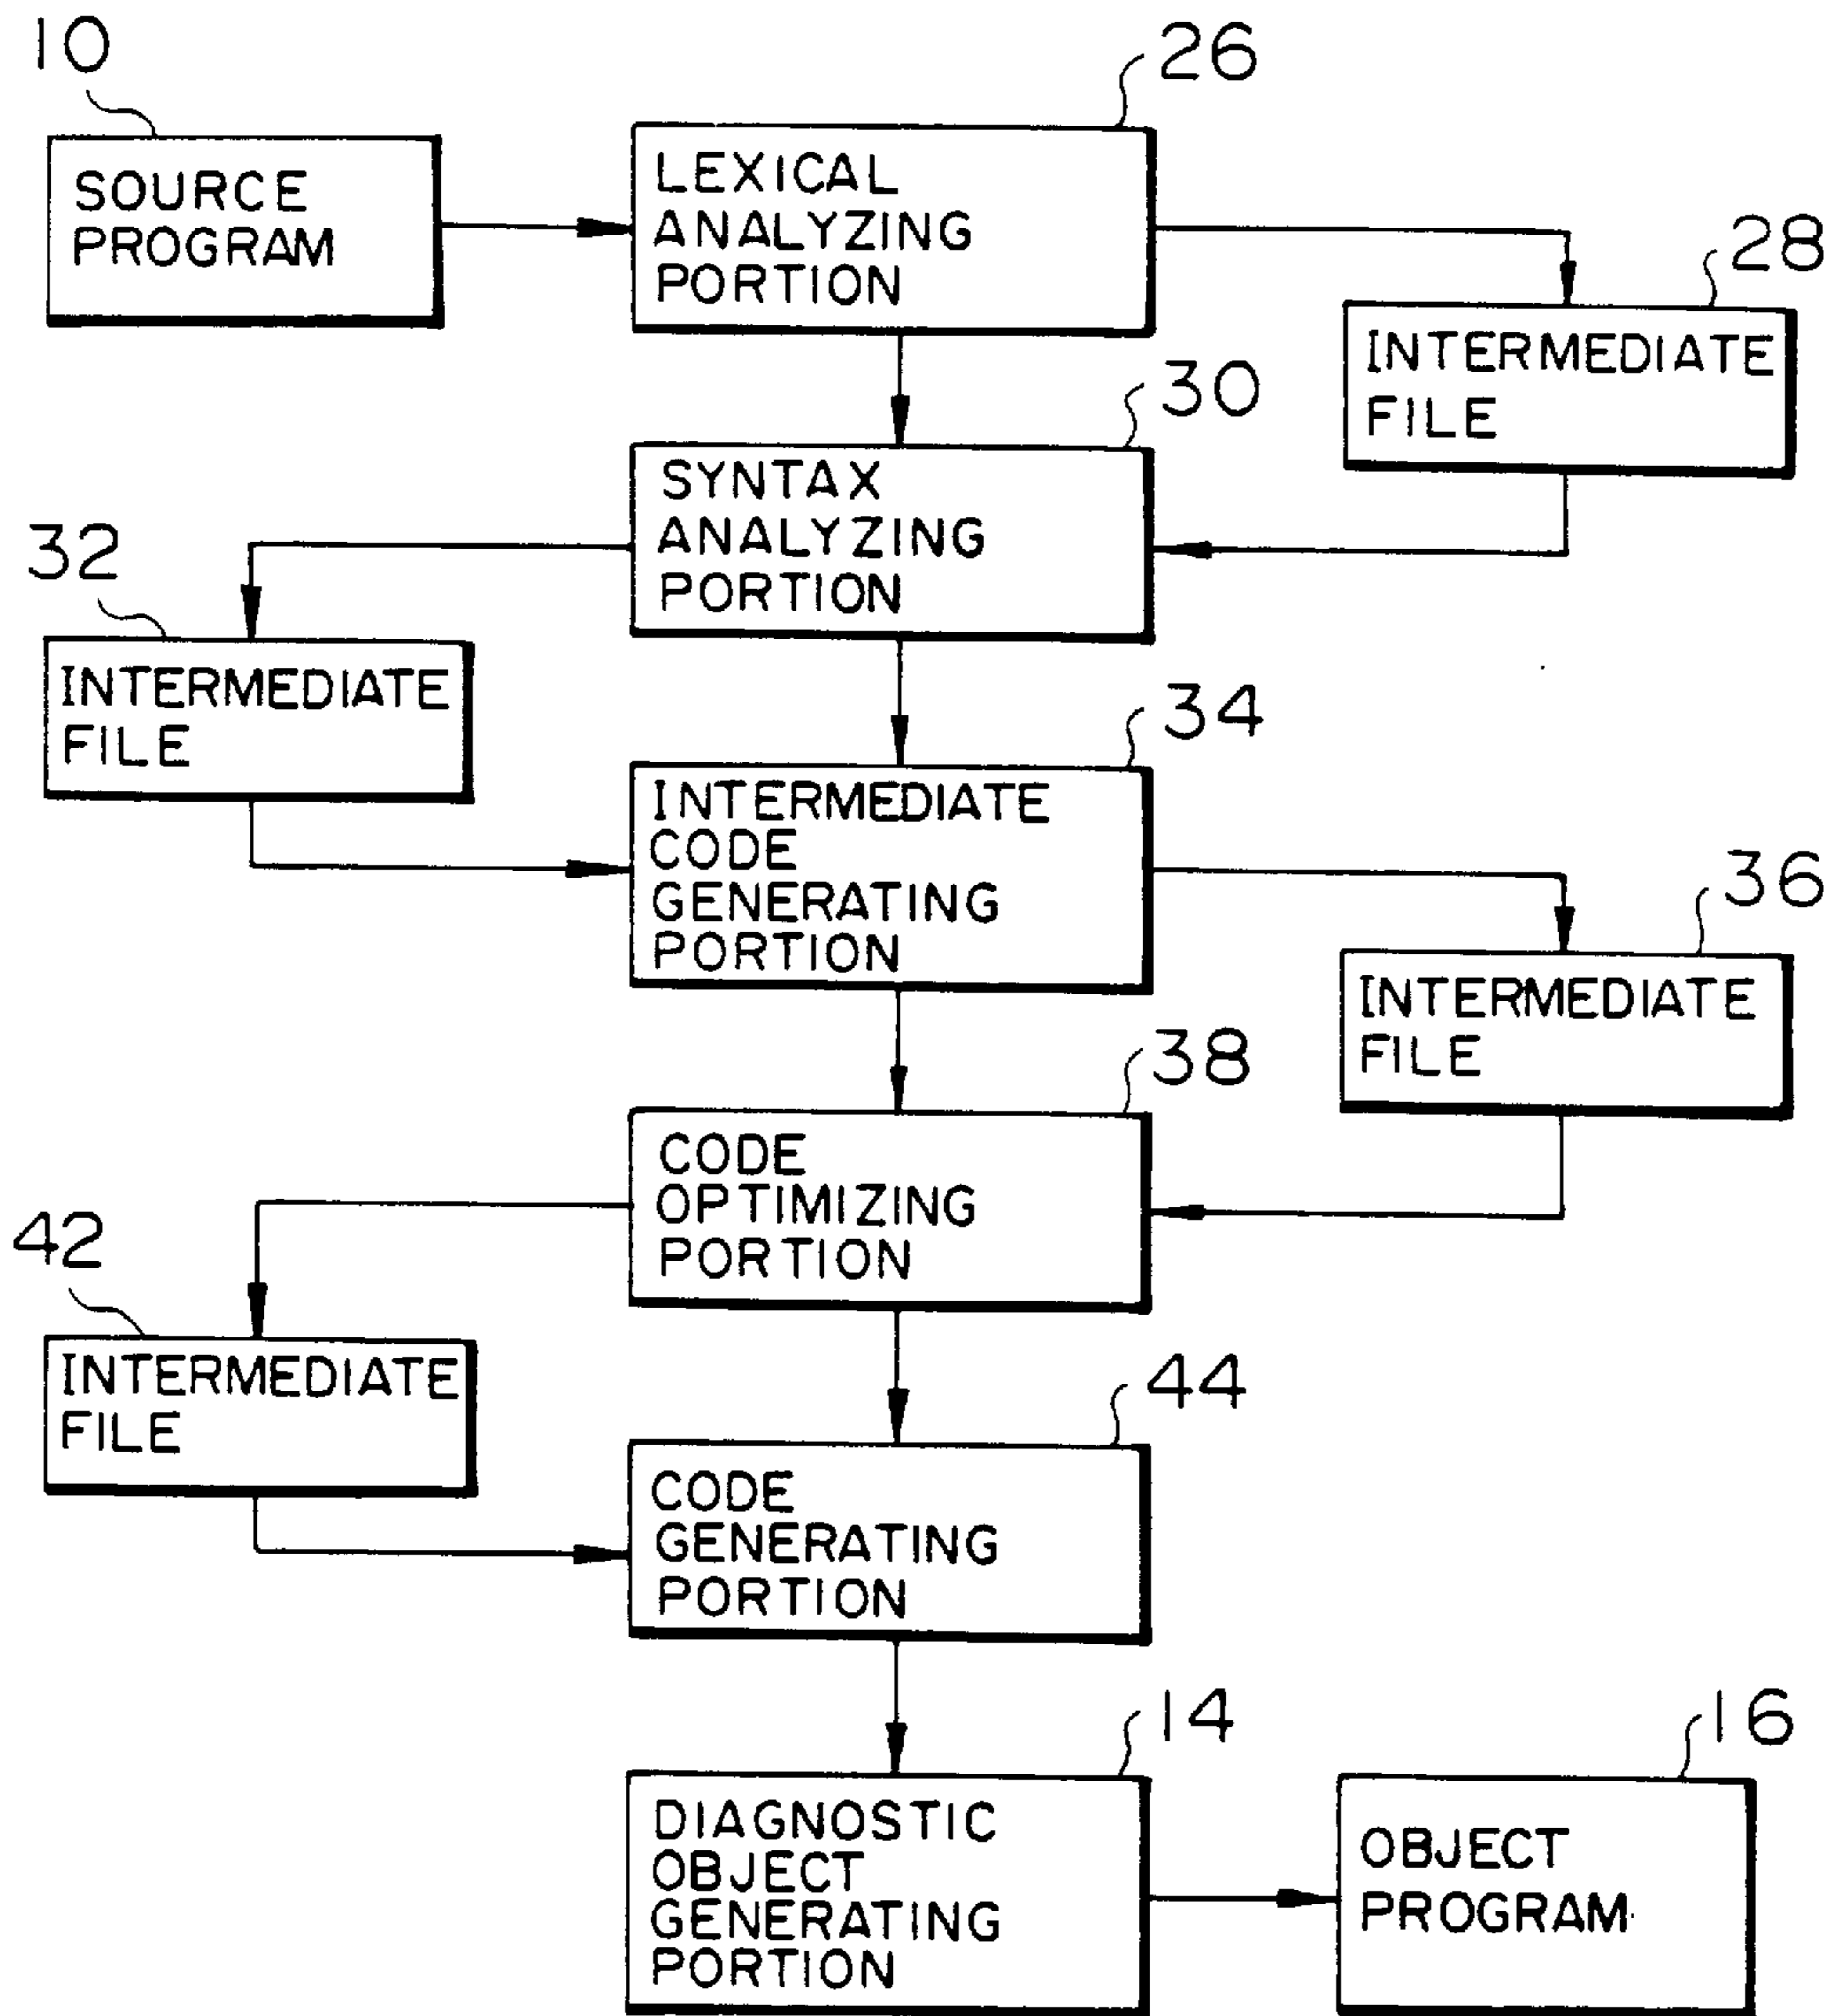 10
SOURCE
PROGRAM
26
LEXICAL
ANALYZING
PORTION
28
INTERMEDIATE
FILE
30
SYNTAX
ANALYZING
PORTION
32
INTERMEDIATE
FILE
34
INTERMEDIATE
CODE
GENERATING
PORTION
36
INTERMEDIATE
FILE
38
CODE
OPTIMIZING
PORTION
42
INTERMEDIATE
FILE
44
CODE
GENERATING
PORTION
14
DIAGNOSTIC
OBJECT
GENERATING
PORTION
16
OBJECT
PROGRAM